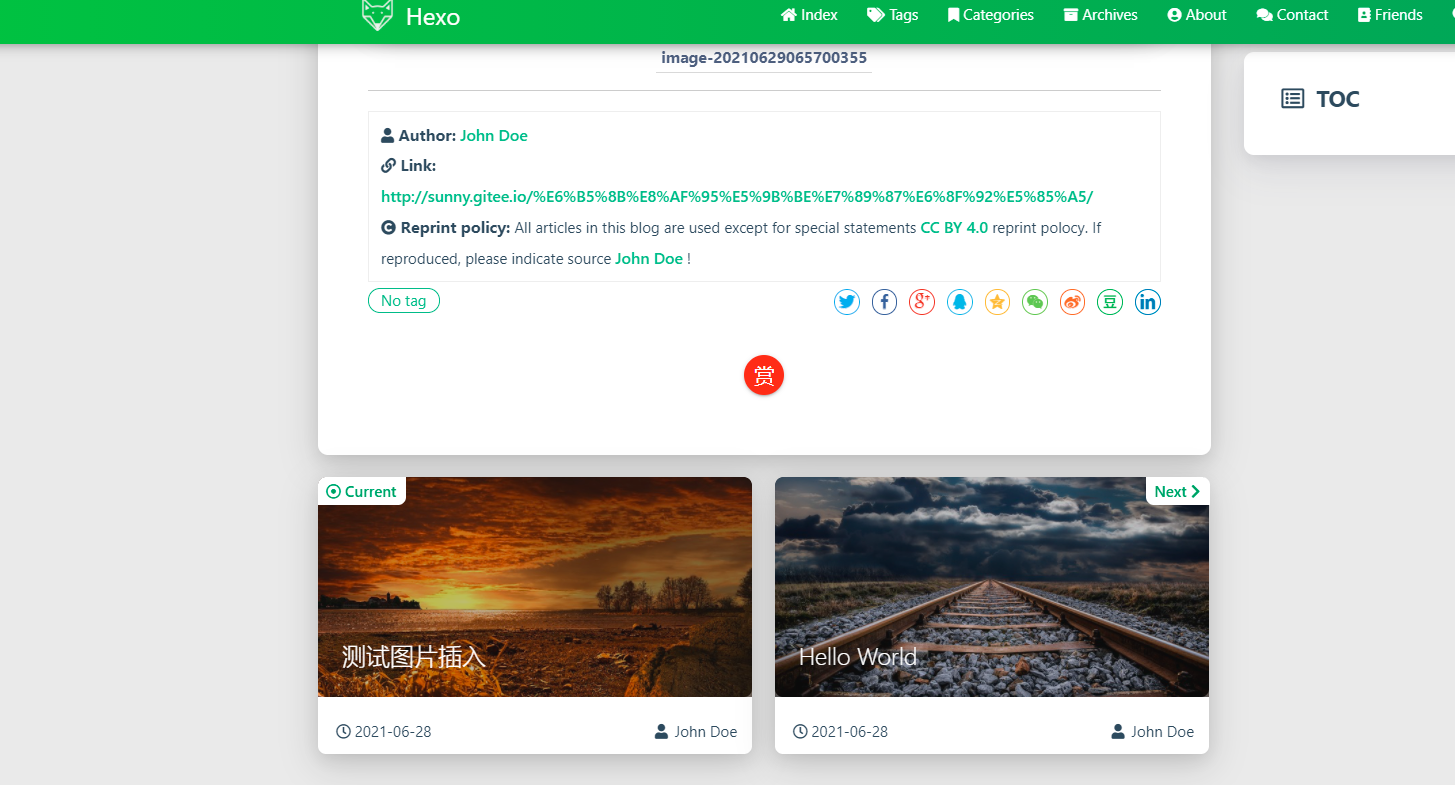 Hexo
Index Tags Categories Archives About Contact Friends
image-20210629065700355
TOC
Author: John Doe
Link:
http://sunny.gitee.io/%E6%B5%8B%E8%AF%95%E5%9B%BE%E7%89%87%E6%8F%92%E5%85%A5/
Reprint policy: All articles in this blog are used except for special statements CC BY 4.0 reprint polocy. If
reproduced, please indicate source John Doe !
No tag
豆
赏
Current
Next
测试图片插入
Hello World
2021-06-28 John Doe
2021-06-28 John Doe